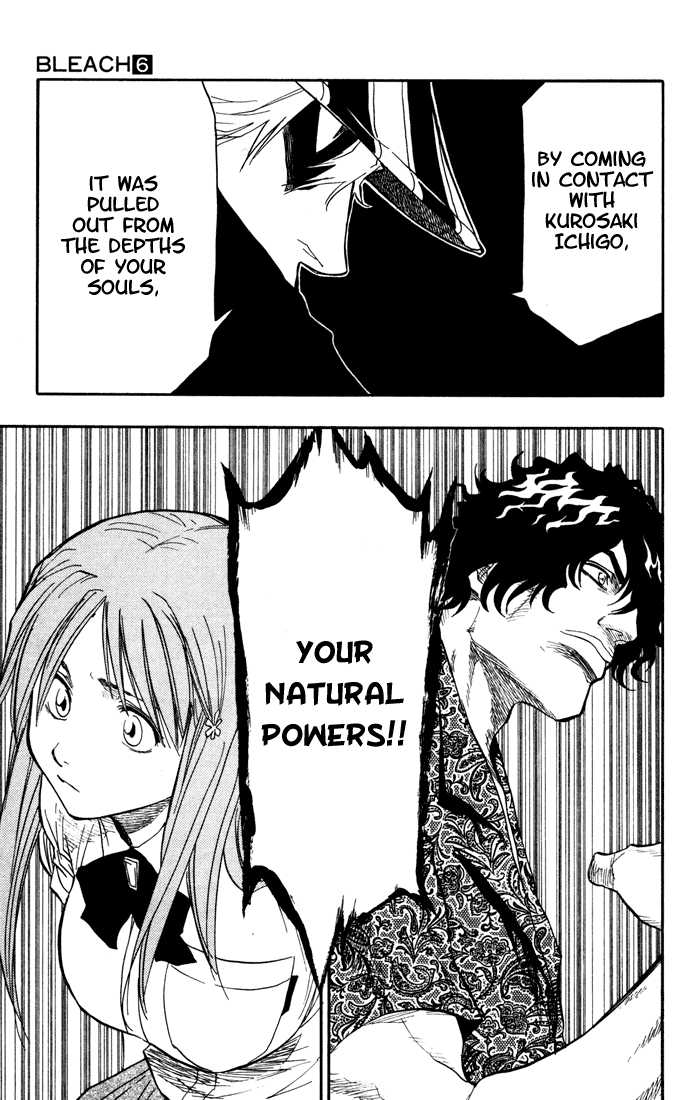 BLEACH 6
BY COMING
IN CONTACT
WITH
KUROSAKI
ICHIGO,
IT WAS
PULLED
OUT FROM
THE DEPTHS
OF YOUR
SOULS,
YOUR
NATURAL
POWERS!!